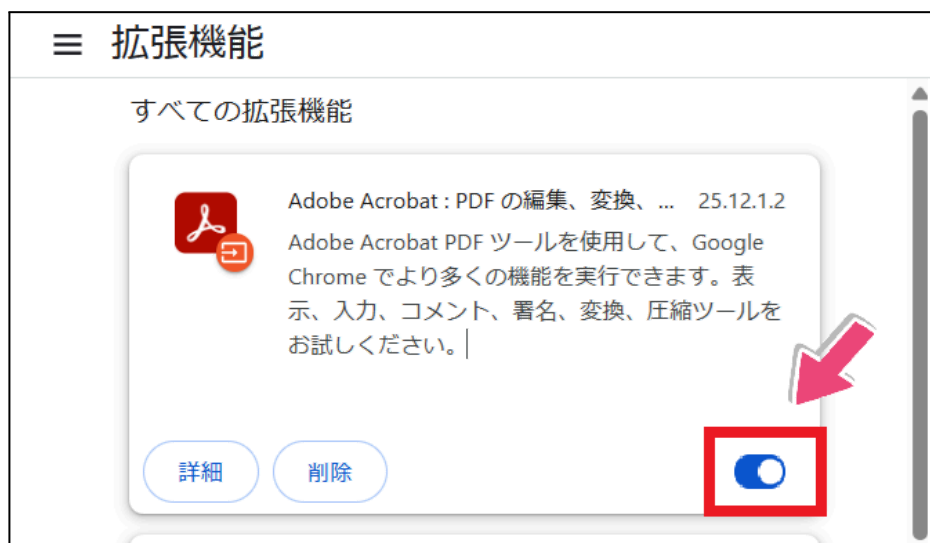 拡張機能
すべての拡張機能
Adobe Acrobat : PDF の編集、変換、... 25.12.1.2
Adobe Acrobat PDF ツールを使用して、Google
Chrome でより多くの機能を実行できます。表
示、入力、コメント、署名、変換、圧縮ツールを
お試しください。
詳細 削除